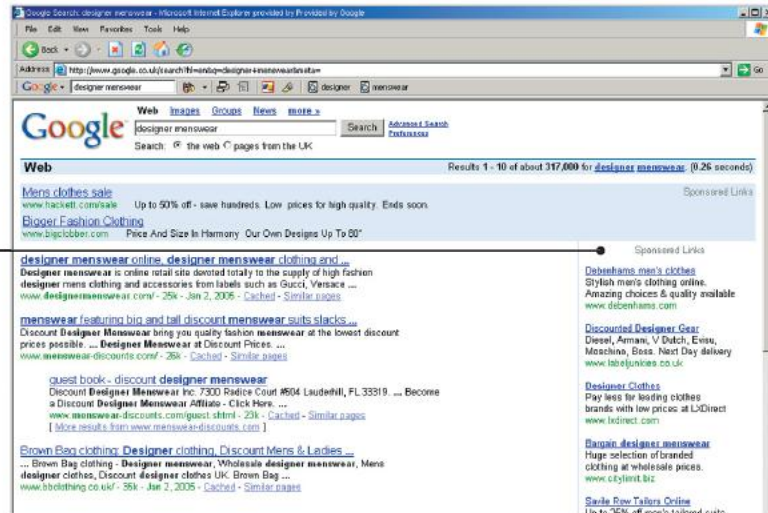 Google Search: designer menswear - Microsoft Internet Explorer provided by Provided by Google
File Edit View Favorites Tools Help
Back
Address http://www.google.co.uk/search?hl=en&q=designer+menswear&meta= Go
Google designer menswear designer menswear
Web Images Groups News more »
Google designer menswear Search Advanced Search
Preferences
Search: the web pages from the UK
Web Results 1 - 10 of about 317,000 for designer menswear. (0.26 seconds)
Mens clothes sale Sponsored Links
www.hackett.com/sale Up to 50% off - save hundreds. Low prices for high quality. Ends soon.
Bigger Fashion Clothing
www.bigclobber.com Price And Size In Harmony Our Own Designs Up To 60"
designer menswear online, designer menswear clothing and ...
Designer menswear is online retail site devoted totally to the supply of high fashion
designer mens clothing and accessories from labels such as Gucci, Versace ...
www.designermenswear.com/ - 25k - Jan 2, 2005 - Cached - Similar pages
menswear featuring big and tall discount menswear suits slacks ...
Discount Designer Menswear bring you quality fashion menswear at the lowest discount
prices possible. ... Designer Menswear at Discount Prices. ...
www.menswear-discounts.com/ - 26k - Cached - Similar pages
guest book - discount designer menswear
Discount Designer Menswear Inc. 7300 Radice Court #504 Lauderhill, FL 33319. ... Become
a Discount Designer Menswear Affiliate - Click Here. ...
www.menswear-discounts.com/guest.shtml - 23k - Cached - Similar pages
[ More results from www.menswear-discounts.com ]
Brown Bag clothing: Designer clothing, Discount Mens & Ladies ...
... Brown Bag clothing - Designer menswear, Wholesale designer menswear, Mens
designer clothes, Discount designer clothes UK. Brown Bag ...
www.bbclothing.co.uk/ - 35k - Jan 2, 2005 - Cached - Similar pages
Sponsored Links
Debenhams men's clothes
Stylish men's clothing online.
Amazing choices & quality available
www.debenhams.com
Discounted Designer Gear
Diesel, Armani, V Dutch, Evisu,
Moschino, Boss. Next Day delivery
www.labeljunkies.co.uk
Designer Clothes
Pay less for leading clothes
brands with low prices at LXDirect
www.lxdirect.com
Bargain designer menswear
Huge selection of branded
clothing at wholesale prices.
www.citylimit.biz
Savile Row Tailors Online
Up to 25% off men's tailored suits